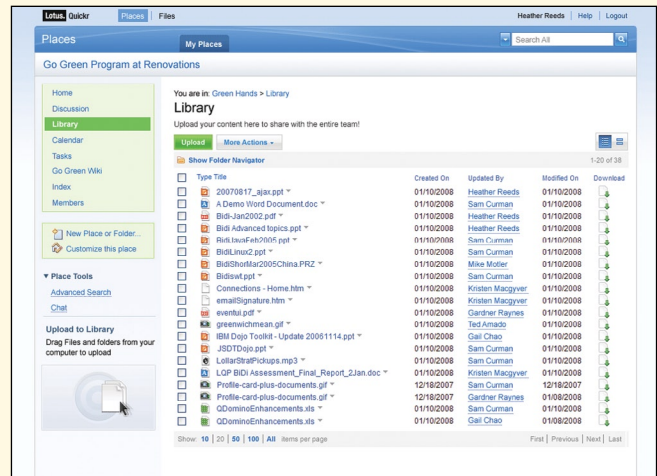 Lotus. Quickr Places Files Heather Reeds Help Logout
Places My Places Search All
Go Green Program at Renovations
Home
Discussion
Library
Calendar
Tasks
Go Green Wiki
Index
Members
New Place or Folder...
Customize this place
Place Tools
Advanced Search
Chat
Upload to Library
Drag Files and folders from your
computer to upload
You are in: Green Hands > Library
Library
Upload your content here to share with the entire team!
Upload More Actions
Show Folder Navigator 1-20 of 38
Type Title Created On Updated By Modified On Download
20070817_ajax.ppt 01/10/2008 Heather Reeds 01/10/2008
A Demo Word Document.doc 01/10/2008 Sam Curman 01/10/2008
Bidi-Jan2002.pdf 01/10/2008 Heather Reeds 01/10/2008
Bidi Advanced topics.ppt 01/10/2008 Heather Reeds 01/10/2008
BidiJavaFeb2005.ppt 01/10/2008 Sam Curman 01/10/2008
BidiLinux2.ppt 01/10/2008 Sam Curman 01/10/2008
BidiShorMar2005China.PRZ 01/10/2008 Mike Motler 01/10/2008
Bidiswt.ppt 01/10/2008 Sam Curman 01/10/2008
Connections - Home.htm 01/10/2008 Kristen Macgyver 01/10/2008
emailSignature.htm 01/10/2008 Kristen Macgyver 01/10/2008
eventui.pdf 01/10/2008 Gardner Raynes 01/10/2008
greenwichmean.gif 01/10/2008 Ted Amado 01/10/2008
IBM Dojo Toolkit - Update 20061114.ppt 01/10/2008 Gail Chao 01/10/2008
JSDTDojo.ppt 01/10/2008 Sam Curman 01/10/2008
LollarStratPickups.mp3 01/10/2008 Sam Curman 01/10/2008
LQP BiDi Assessment_Final_Report_2Jan.doc 01/10/2008 Kristen Macgyver 01/10/2008
Profile-card-plus-documents.gif 12/18/2007 Sam Curman 12/18/2007
Profile-card-plus-documents.gif 12/18/2007 Gardner Raynes 01/08/2008
QDominoEnhancements.xls 01/10/2008 Sam Curman 01/10/2008
QDominoEnhancements.xls 01/10/2008 Gail Chao 01/08/2008
Show 10 | 20 | 50 | 100 | All items per page First | Previous | Next | Last